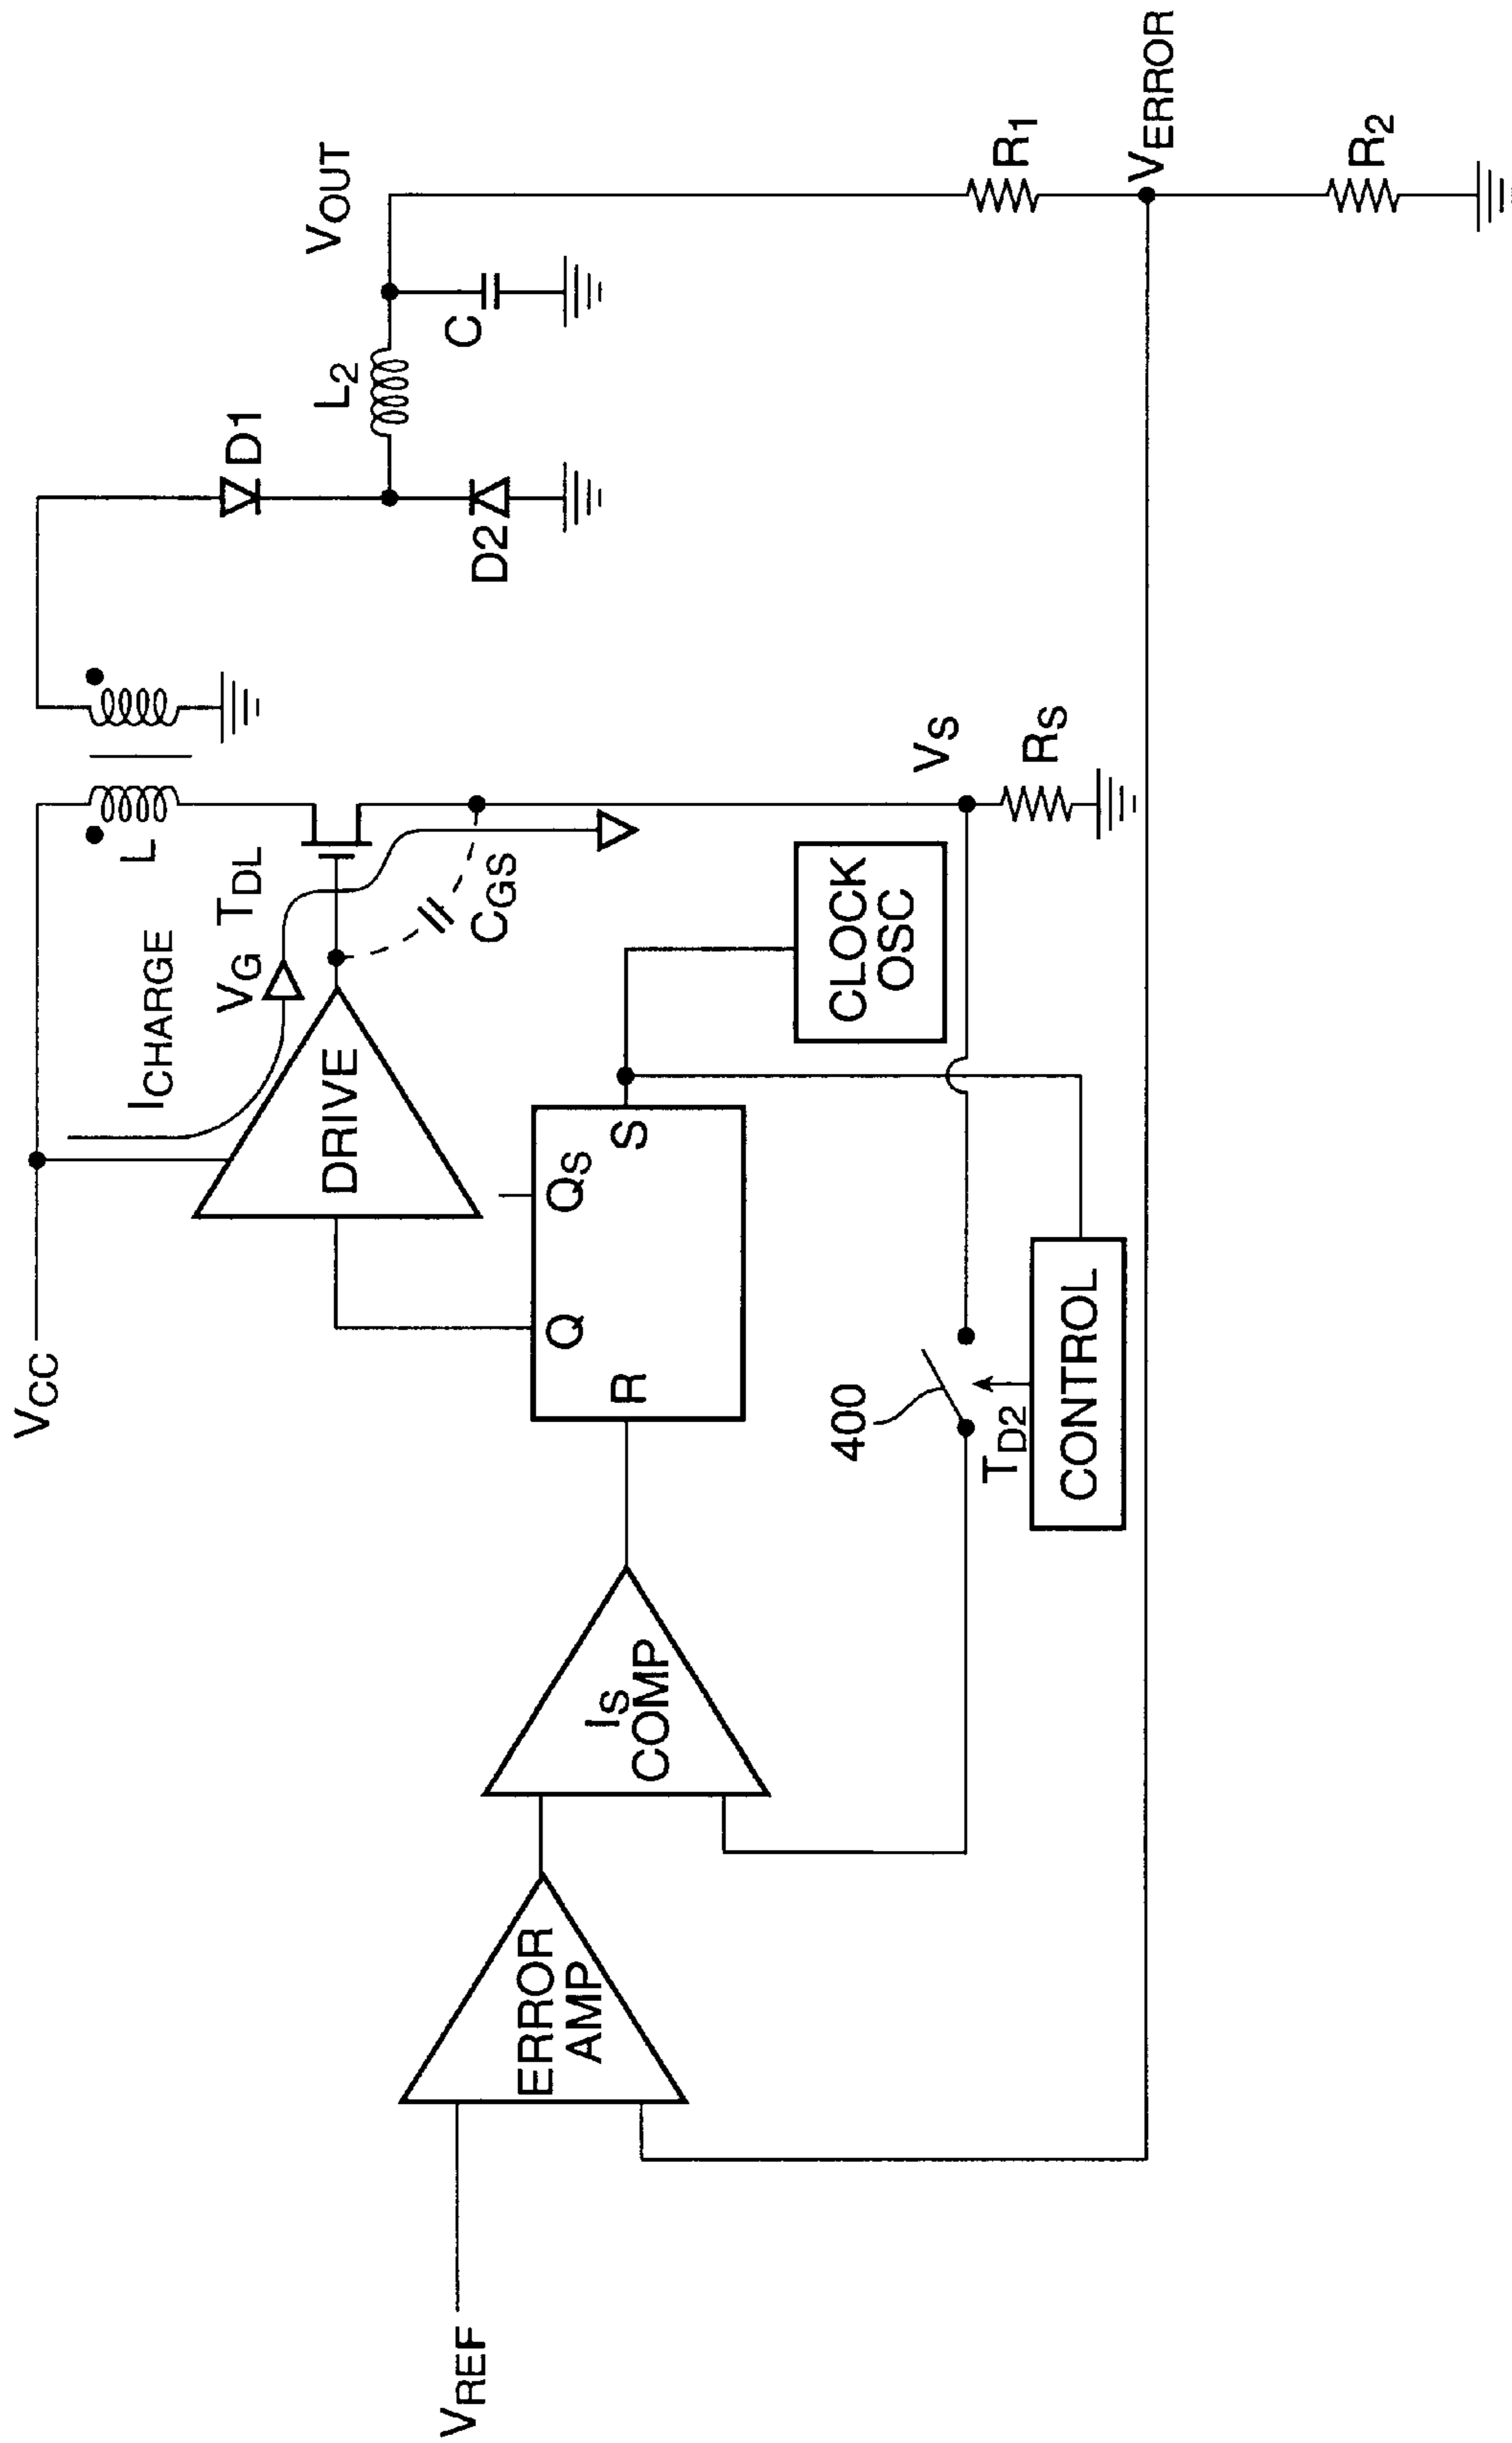 VCC
ICHARGE
VG
TDL
L
D1
VOUT
L2
D2
C
DRIVE
CGS
VS
RS
R1
VERROR
R2
CLOCK
OSC
Q
QS
R
S
400
TD2
CONTROL
IS
COMP
ERROR
AMP
VREF